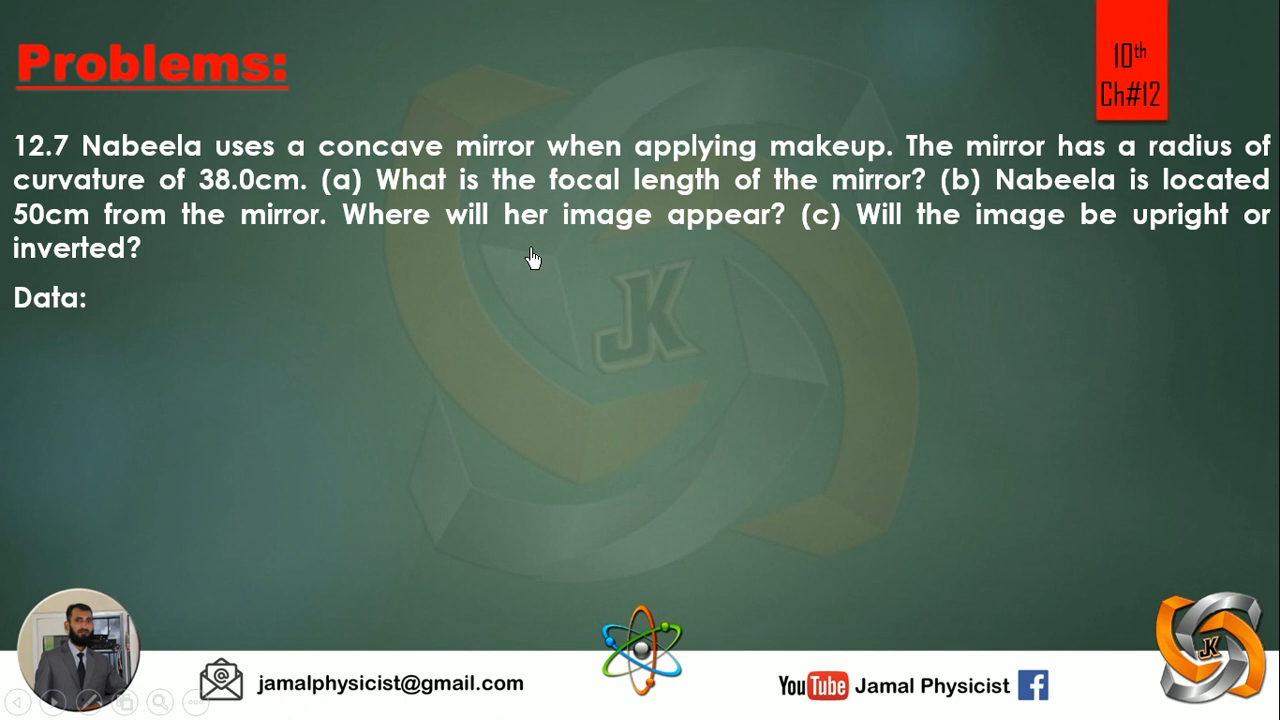 Problems:
10th
Ch#12
12.7 Nabeela uses a concave mirror when applying makeup. The mirror has a radius of
curvature of 38.0cm. (a) What is the focal length of the mirror? (b) Nabeela is located
50cm from the mirror. Where will her image appear? (c) Will the image be upright or
inverted?
Data:
JK
jamalphysicist@gmail.com
YouTube Jamal Physicist f
JK